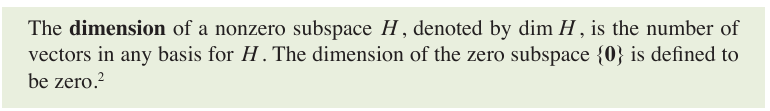 The dimension of a nonzero subspace H, denoted by dim H, is the number of
vectors in any basis for H. The dimension of the zero subspace {0} is defined to
be zero.²